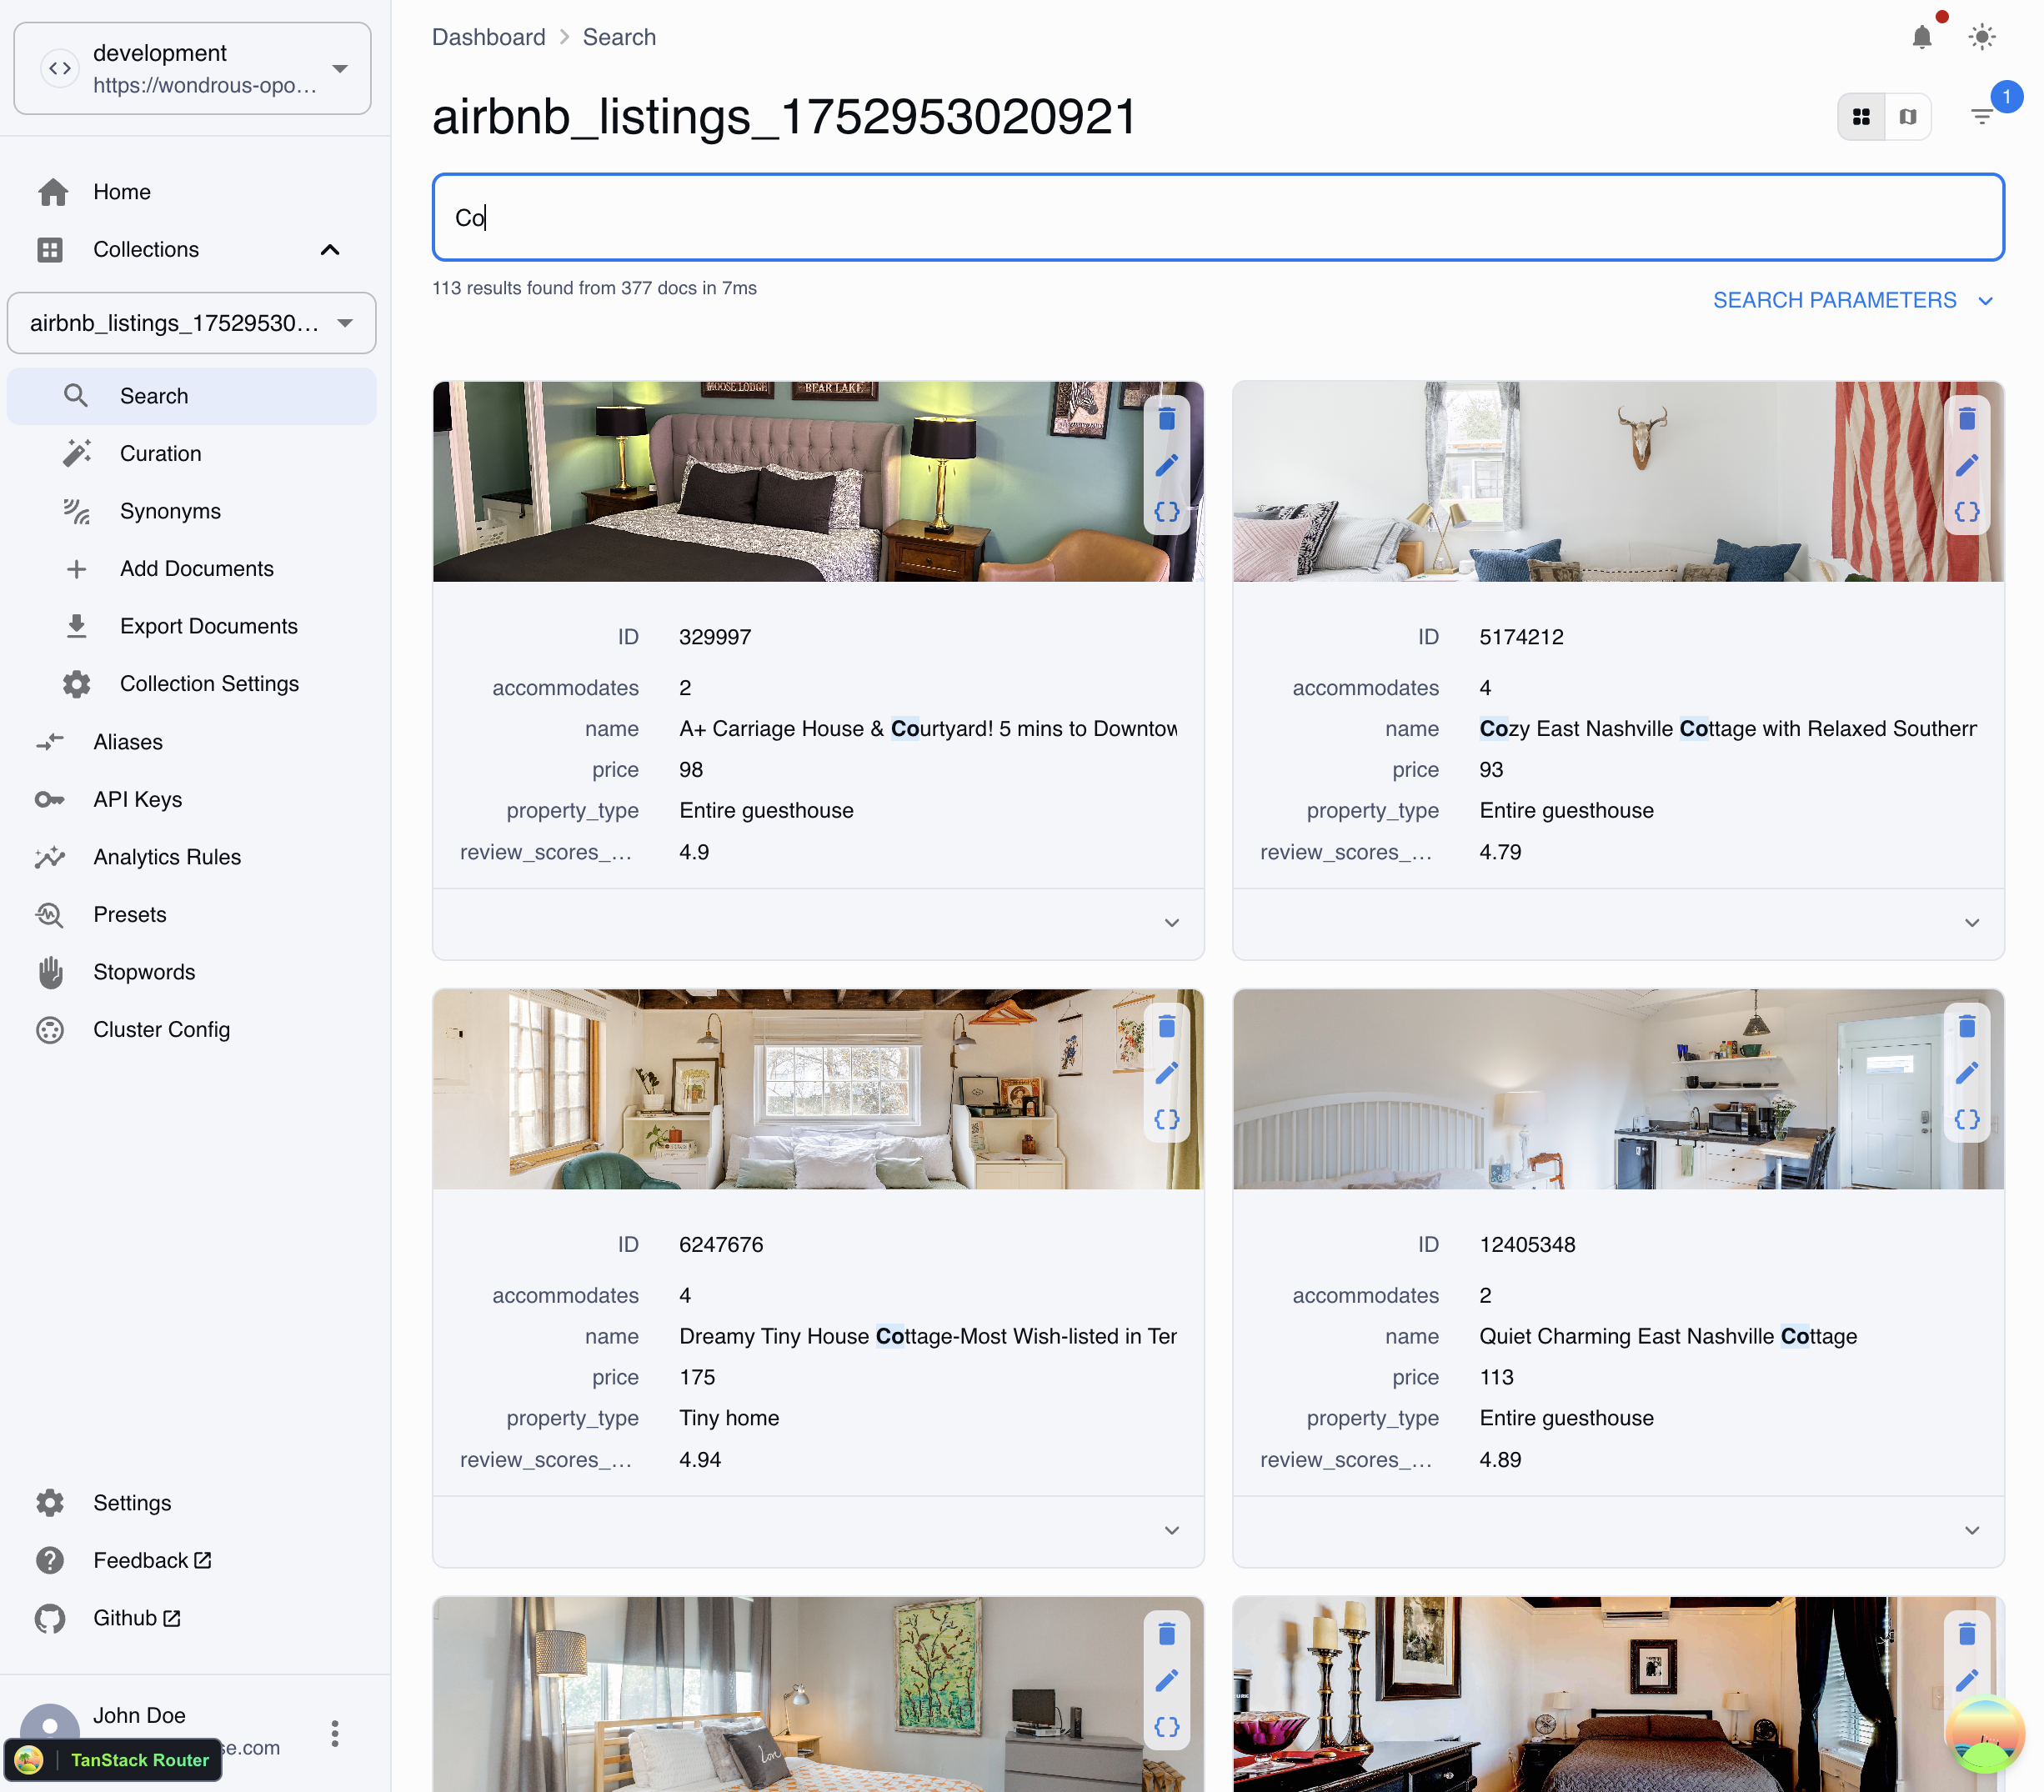 development
https://wondrous-opo...
Home
Collections
airbnb_listings_17529530...
Search
Curation
Synonyms
Add Documents
Export Documents
Collection Settings
Aliases
API Keys
Analytics Rules
Presets
Stopwords
Cluster Config
Settings
Feedback
Github
John Doe
se.com
TanStack Router
Dashboard > Search
airbnb_listings_1752953020921
1
Co
113 results found from 377 docs in 7ms
SEARCH PARAMETERS
MOOSE LODGE
BEAR LAKE
ID 329997
accommodates 2
name A+ Carriage House & Courtyard! 5 mins to Downtow
price 98
property_type Entire guesthouse
review_scores_... 4.9
ID 5174212
accommodates 4
name Cozy East Nashville Cottage with Relaxed Southern
price 93
property_type Entire guesthouse
review_scores_... 4.79
ID 6247676
accommodates 4
name Dreamy Tiny House Cottage-Most Wish-listed in Ten
price 175
property_type Tiny home
review_scores_... 4.94
ID 12405348
accommodates 2
name Quiet Charming East Nashville Cottage
price 113
property_type Entire guesthouse
review_scores_... 4.89